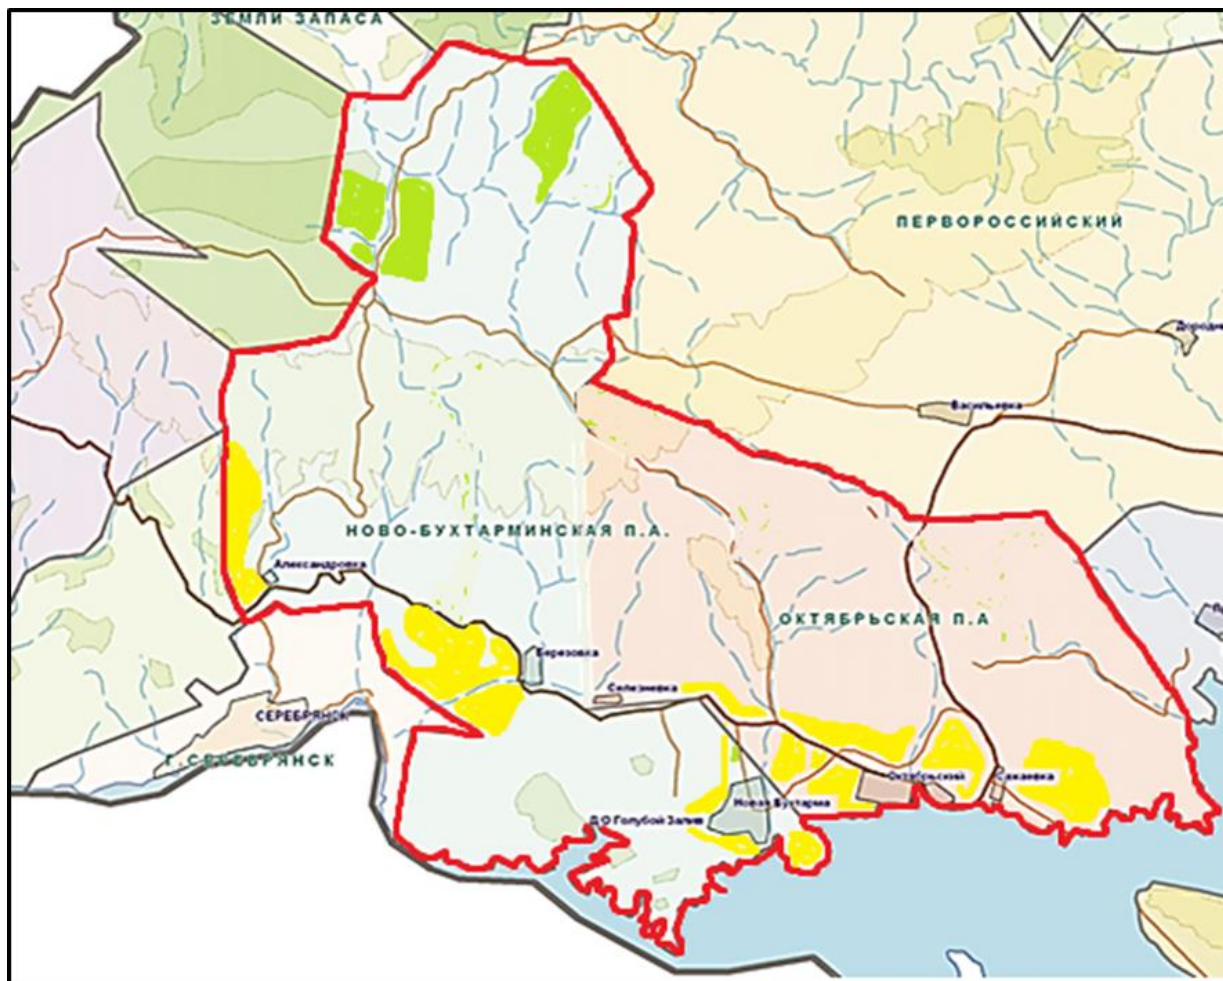 ЗЕМЛИ ЗАПАСА
ПЕРВОРОССИЙСКИЙ
Васильевка
НОВО-БУХТАРМИНСКАЯ П.А.
Александровка
ОКТЯБРЬСКАЯ П.А
Березовка
Селезневка
СЕРЕБРЯНСК
Г. СЕРЕБРЯНСК
Октябрьский
Новая Бухтарма
Д О Голубой Залив